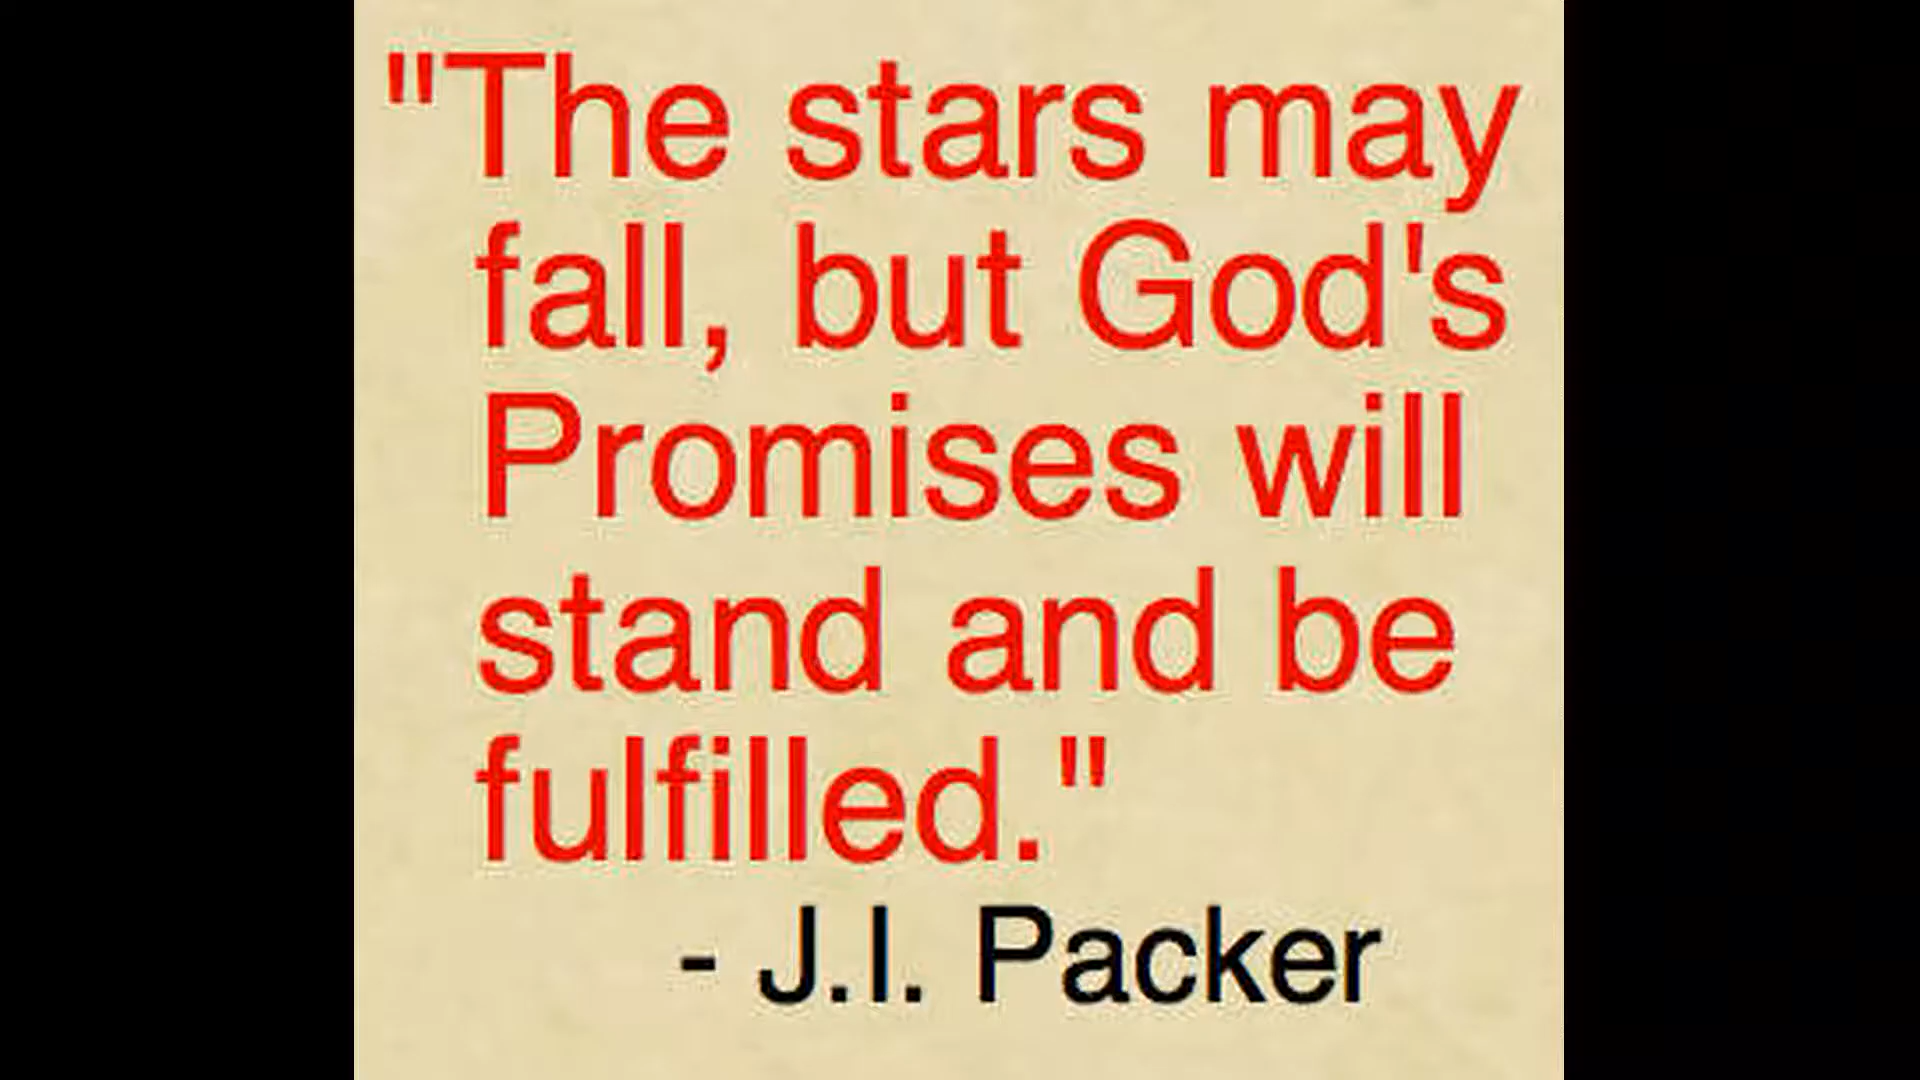 "The stars may
fall, but God's
Promises will
stand and be
fulfilled."
- J.I. Packer